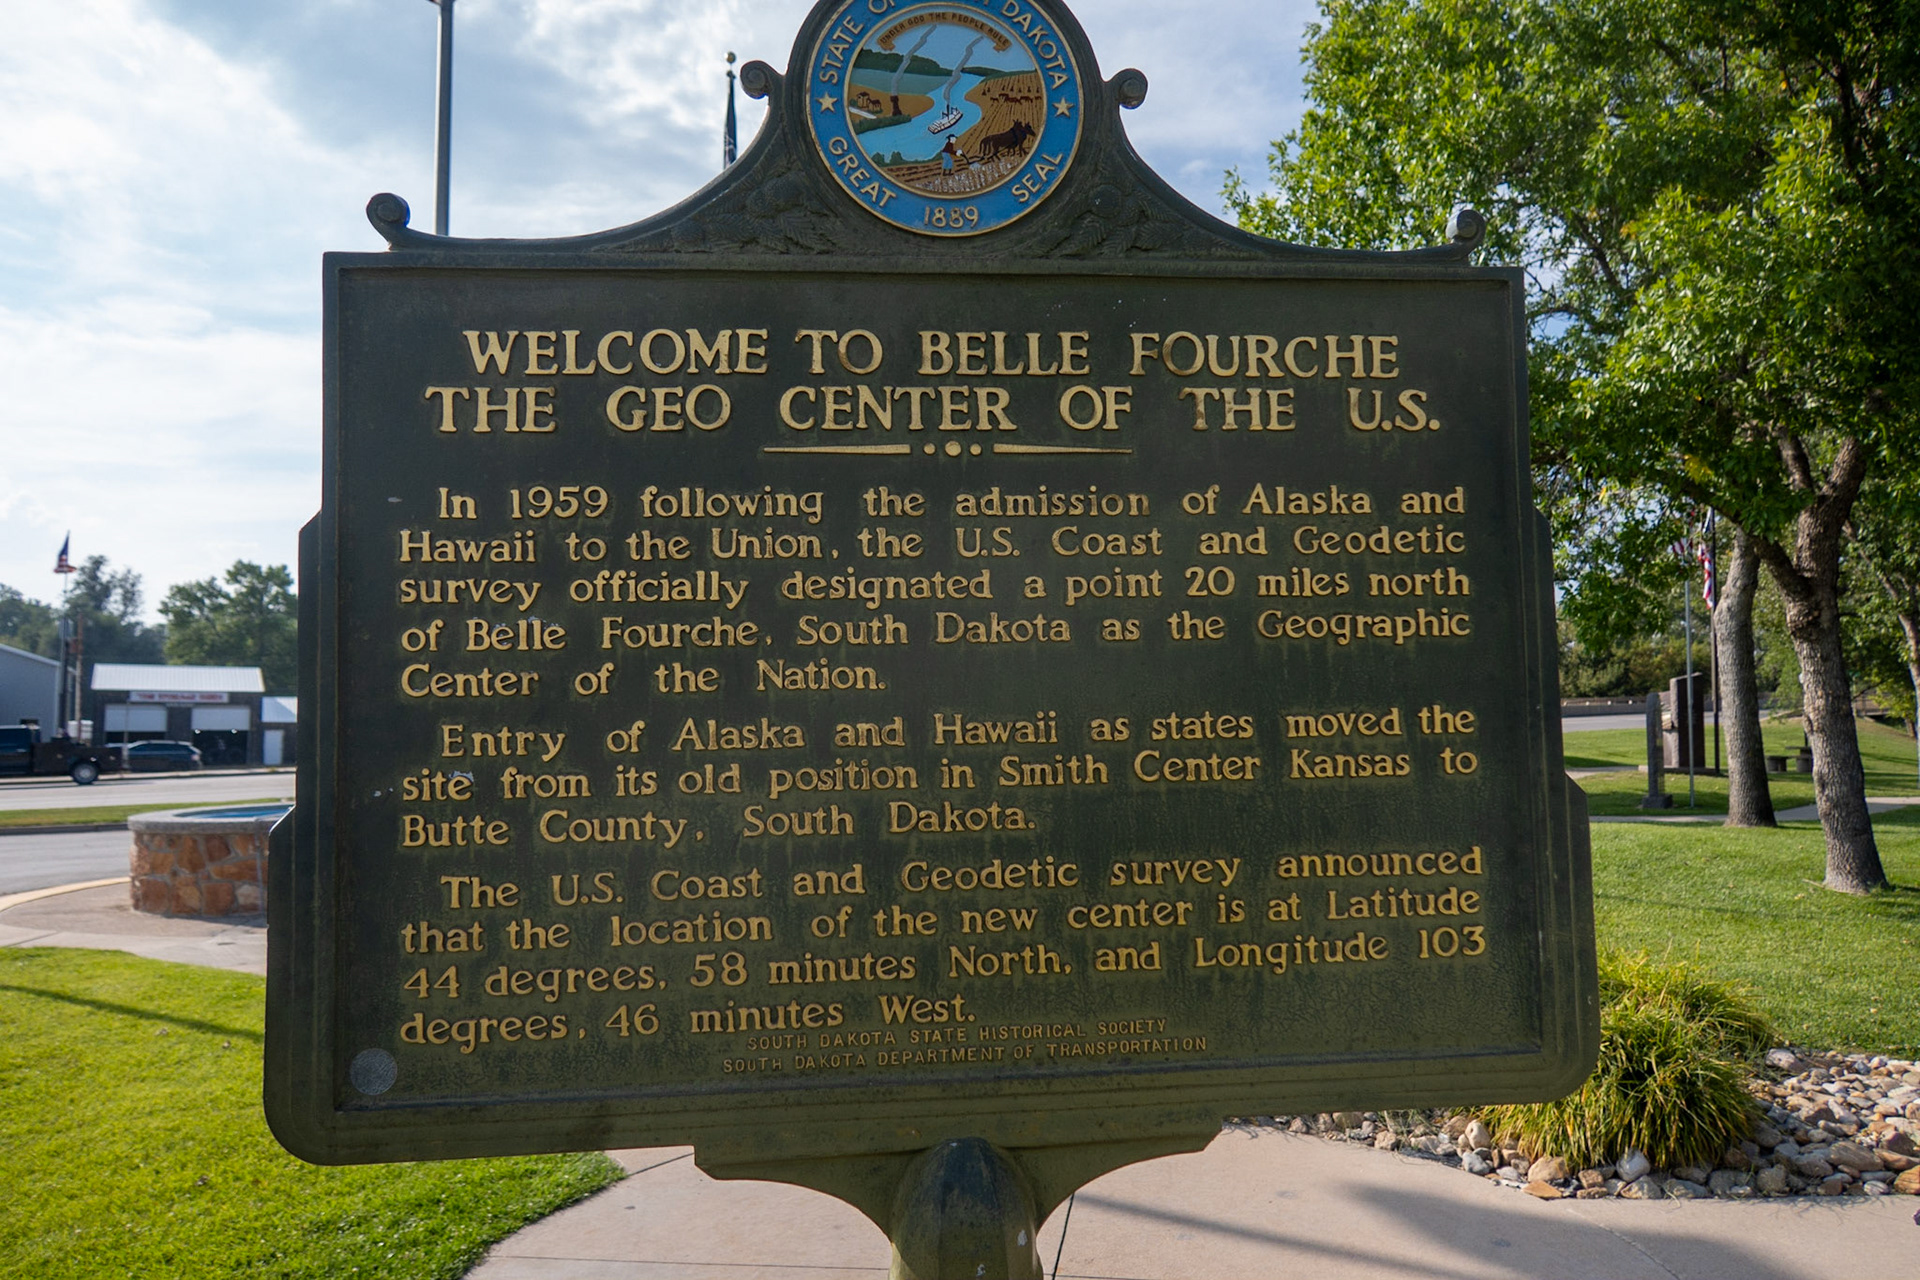 STATE OF DAKOTA
UNDER GOD THE PEOPLE RULE
GREAT SEAL
1889
WELCOME TO BELLE FOURCHE
THE GEO CENTER OF THE U.S.
In 1959 following the admission of Alaska and
Hawaii to the Union, the U.S. Coast and Geodetic
survey officially designated a point 20 miles north
of Belle Fourche, South Dakota as the Geographic
Center of the Nation.
Entry of Alaska and Hawaii as states moved the
site from its old position in Smith Center Kansas to
Butte County, South Dakota.
The U.S. Coast and Geodetic survey announced
that the location of the new center is at Latitude
44 degrees, 58 minutes North, and Longitude 103
degrees, 46 minutes West.
SOUTH DAKOTA STATE HISTORICAL SOCIETY
SOUTH DAKOTA DEPARTMENT OF TRANSPORTATION